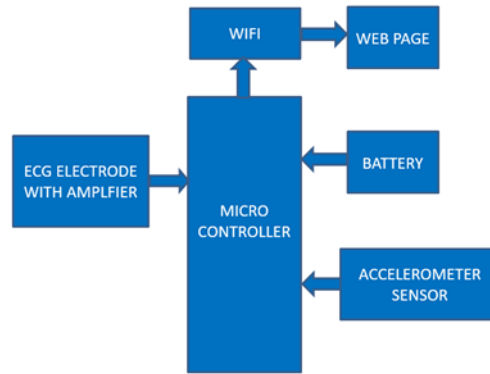 WIFI
WEB PAGE
ECG ELECTRODE
WITH AMPLFIER
MICRO
CONTROLLER
BATTERY
ACCELEROMETER
SENSOR